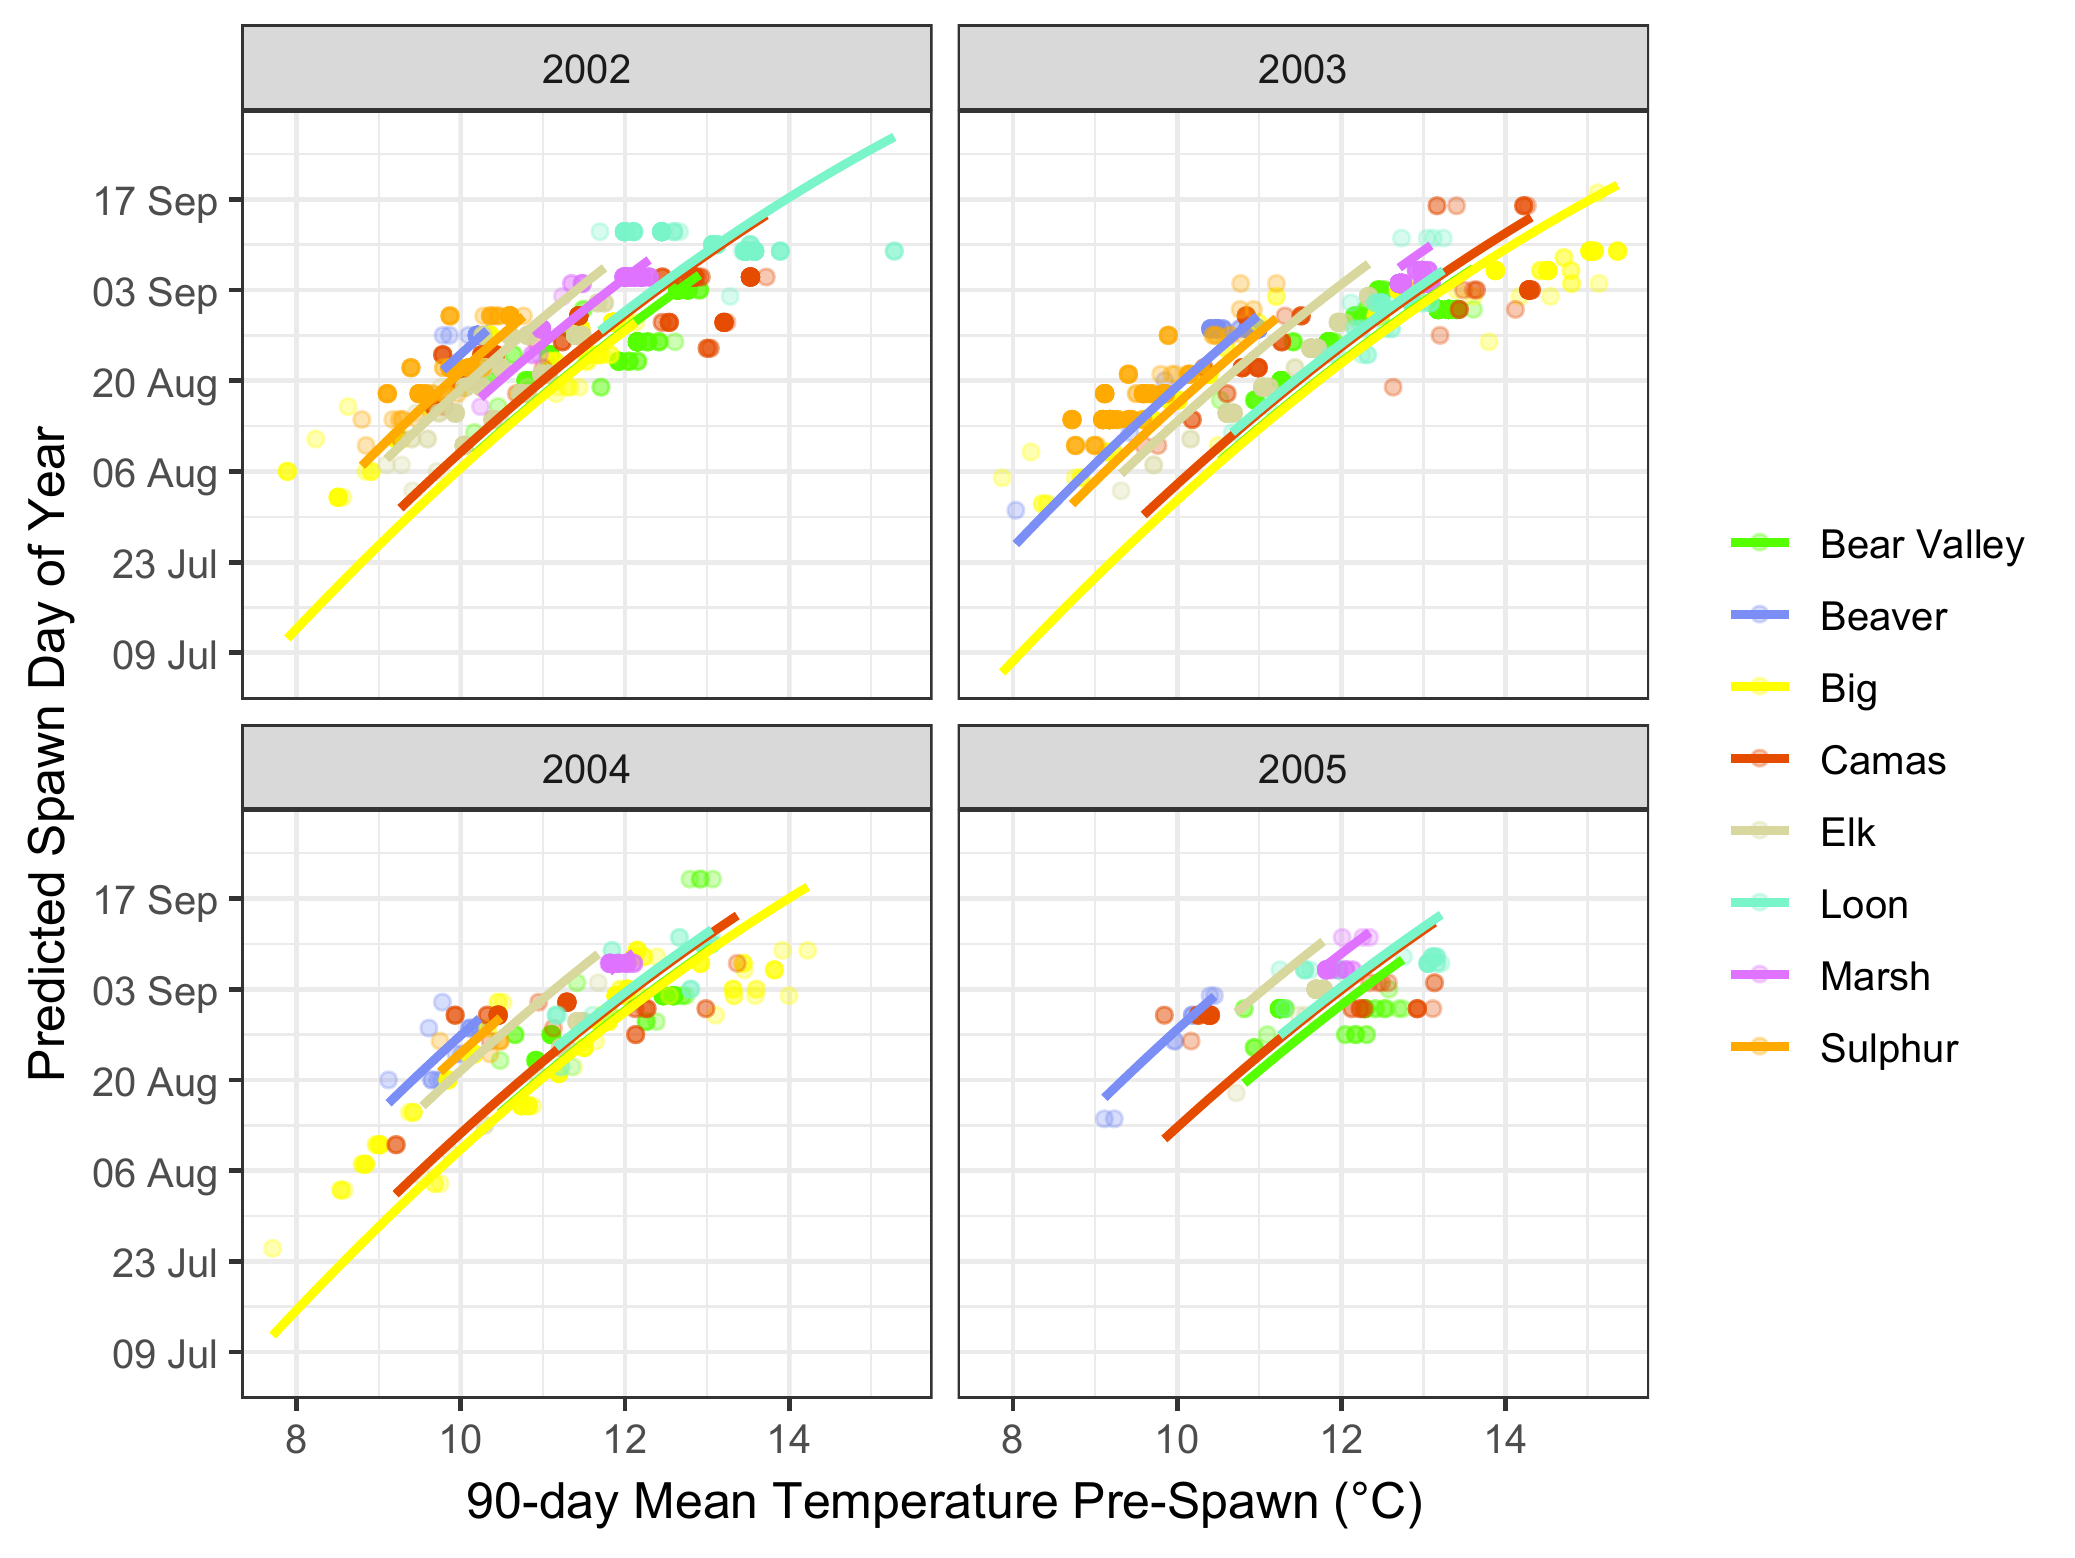 2002
2003
17 Sep
03 Sep
20 Aug
06 Aug
23 Jul
09 Jul
2004
2005
17 Sep
03 Sep
20 Aug
06 Aug
23 Jul
09 Jul
8 10 12 14
8 10 12 14
90-day Mean Temperature Pre-Spawn (°C)
Predicted Spawn Day of Year
Bear Valley
Beaver
Big
Camas
Elk
Loon
Marsh
Sulphur